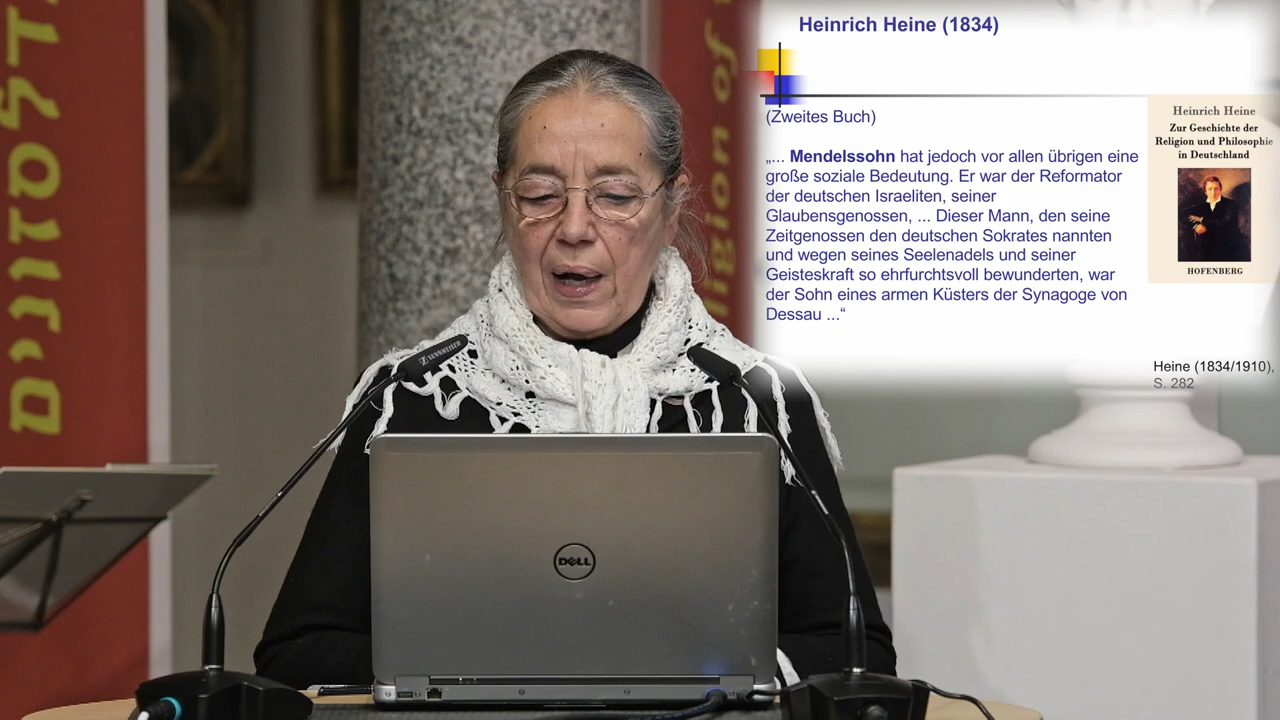 Heinrich Heine (1834)
(Zweites Buch)
„... Mendelssohn hat jedoch vor allen übrigen eine
große soziale Bedeutung. Er war der Reformator
der deutschen Israeliten, seiner
Glaubensgenossen, ... Dieser Mann, den seine
Zeitgenossen den deutschen Sokrates nannten
und wegen seines Seelenadels und seiner
Geisteskraft so ehrfurchtsvoll bewunderten, war
der Sohn eines armen Küsters der Synagoge von
Dessau ...“
Heinrich Heine
Zur Geschichte der
Religion und Philosophie
in Deutschland
HOFENBERG
Heine (1834/1910),
S. 282
דלסזונים
ligion of
SENNHEISER
DELL